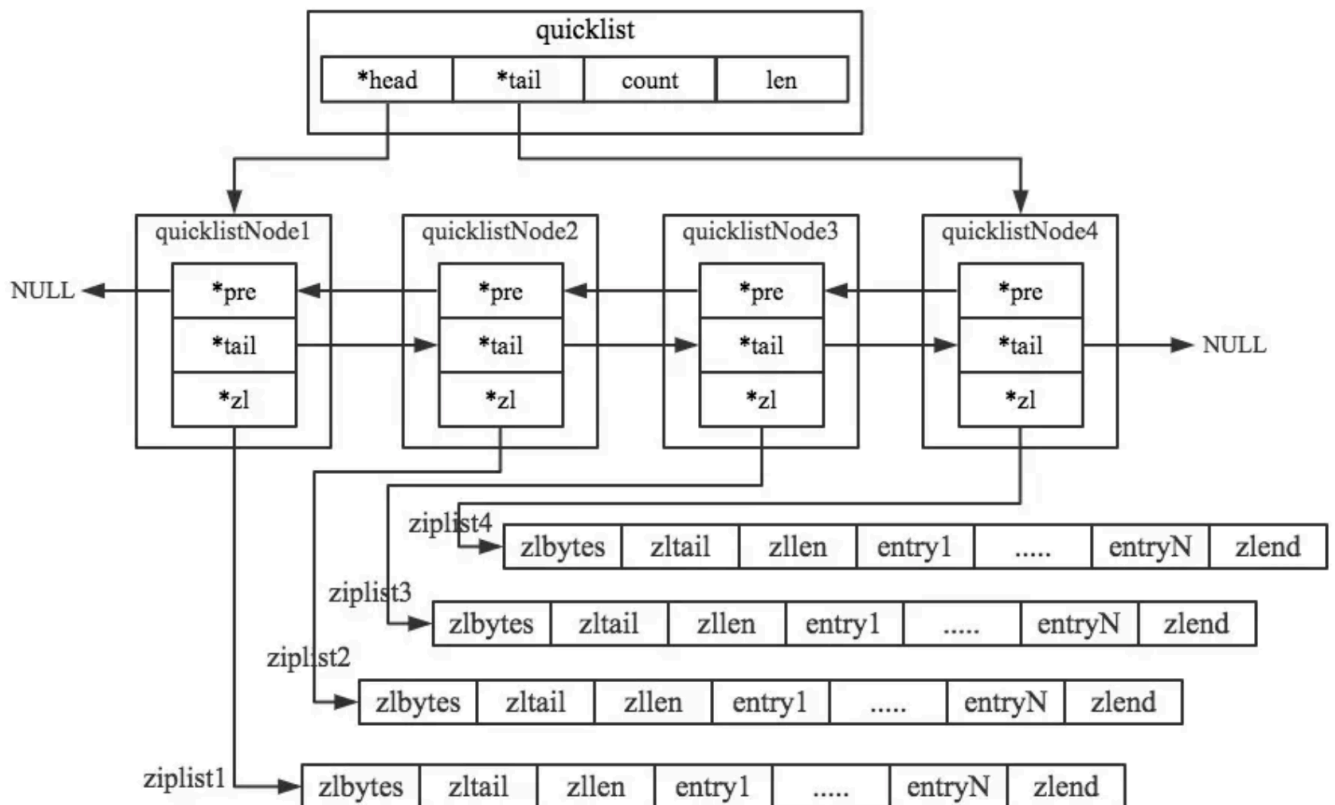 quicklist
*head *tail count len
quicklistNode1 quicklistNode2 quicklistNode3 quicklistNode4
NULL *pre *pre *pre *pre
*tail *tail *tail *tail NULL
*zl *zl *zl *zl
ziplist4 zlbytes zltail zllen entry1 ..... entryN zlend
ziplist3 zlbytes zltail zllen entry1 ..... entryN zlend
ziplist2 zlbytes zltail zllen entry1 ..... entryN zlend
ziplist1 zlbytes zltail zllen entry1 ..... entryN zlend